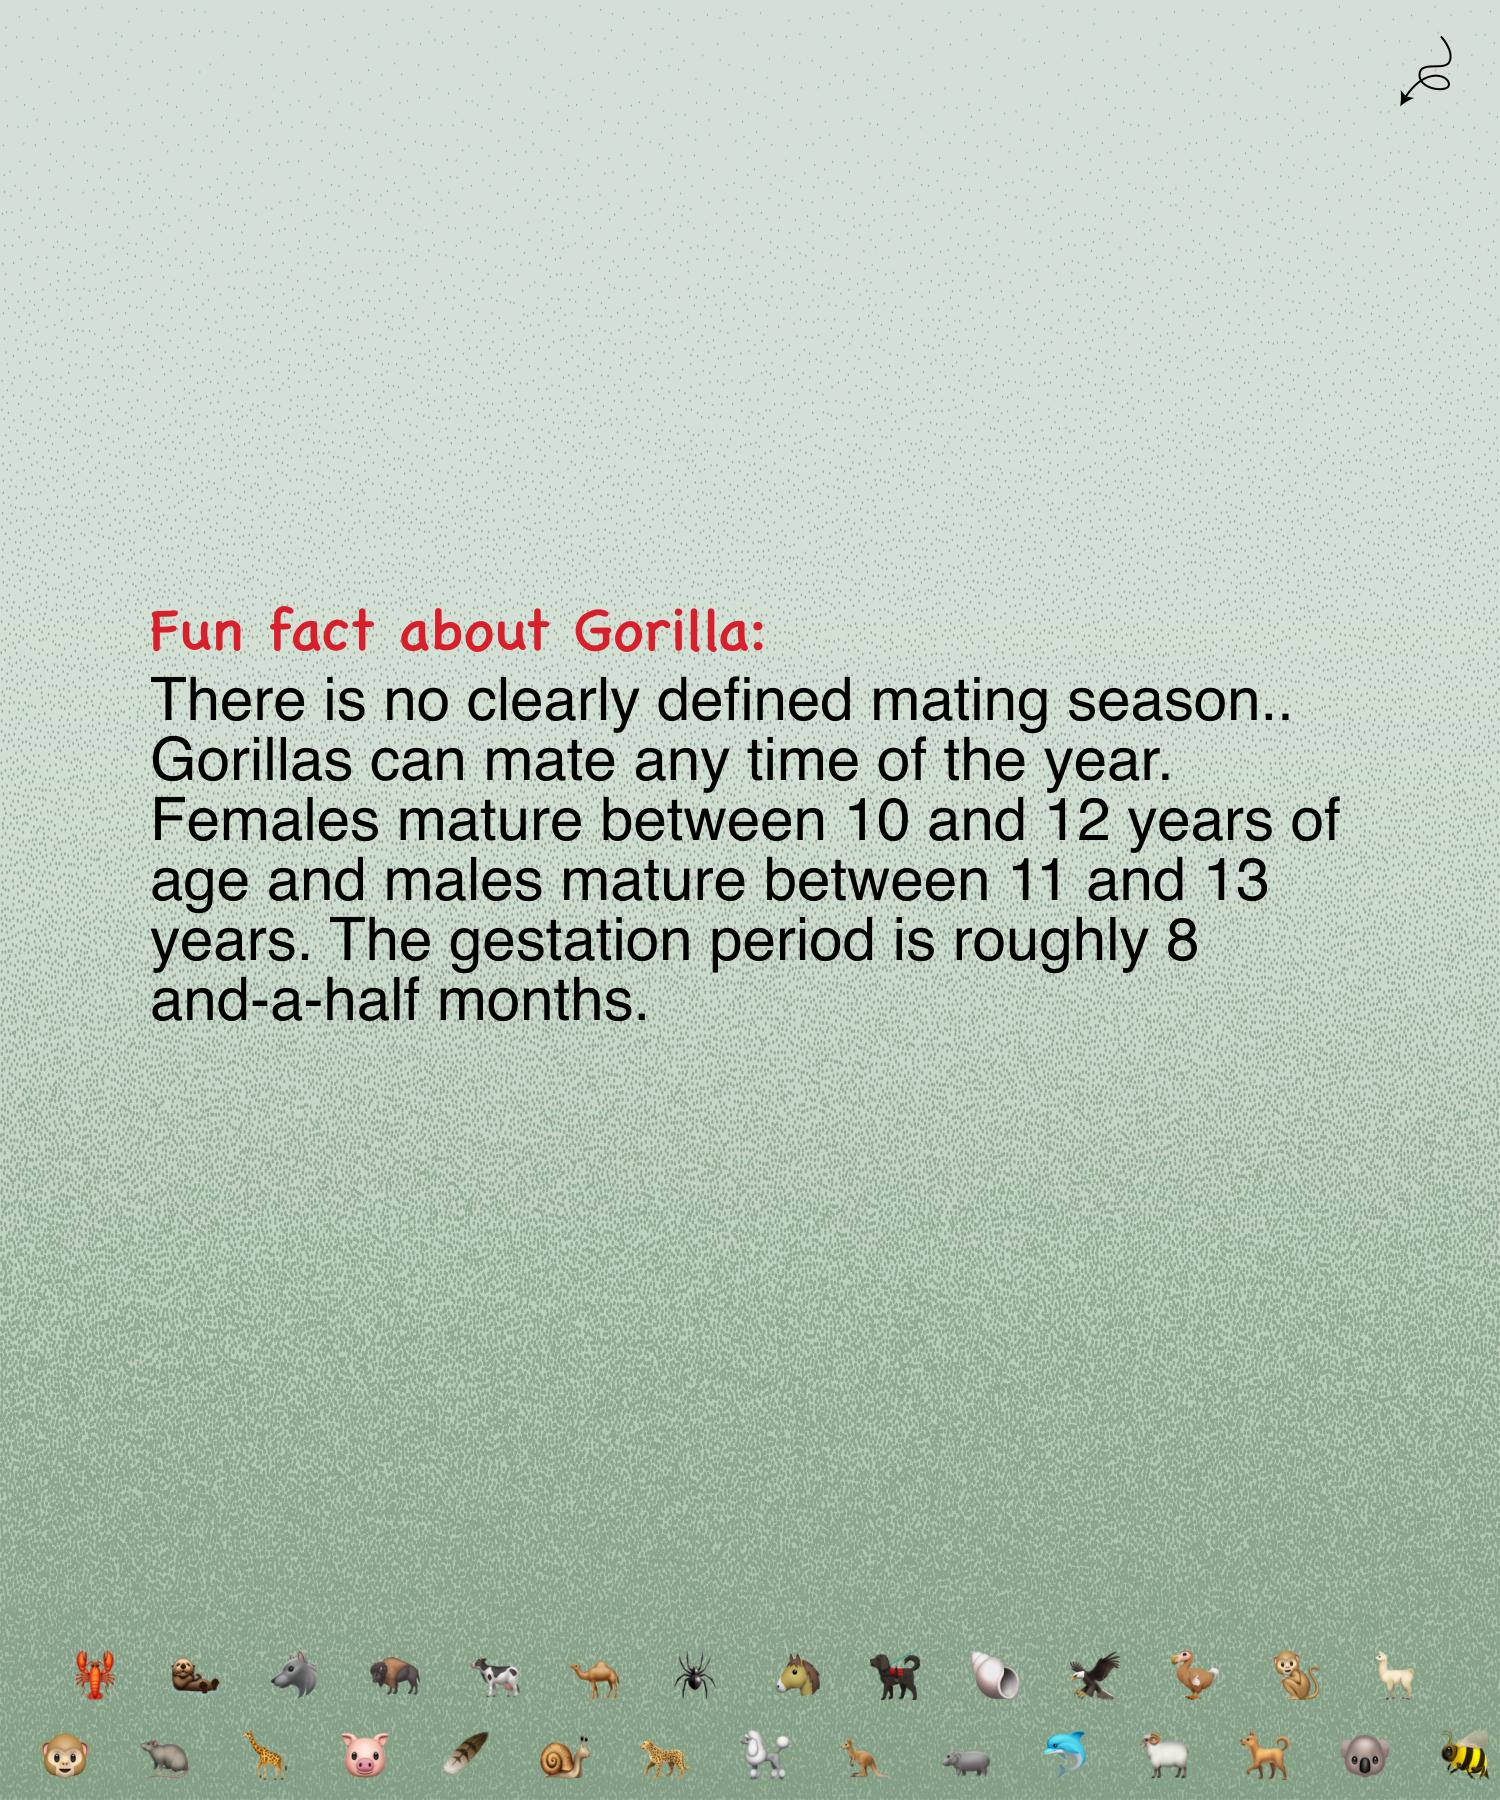 Fun fact about Gorilla:
There is no clearly defined mating season..
Gorillas can mate any time of the year.
Females mature between 10 and 12 years of
age and males mature between 11 and 13
years. The gestation period is roughly 8
and-a-half months.